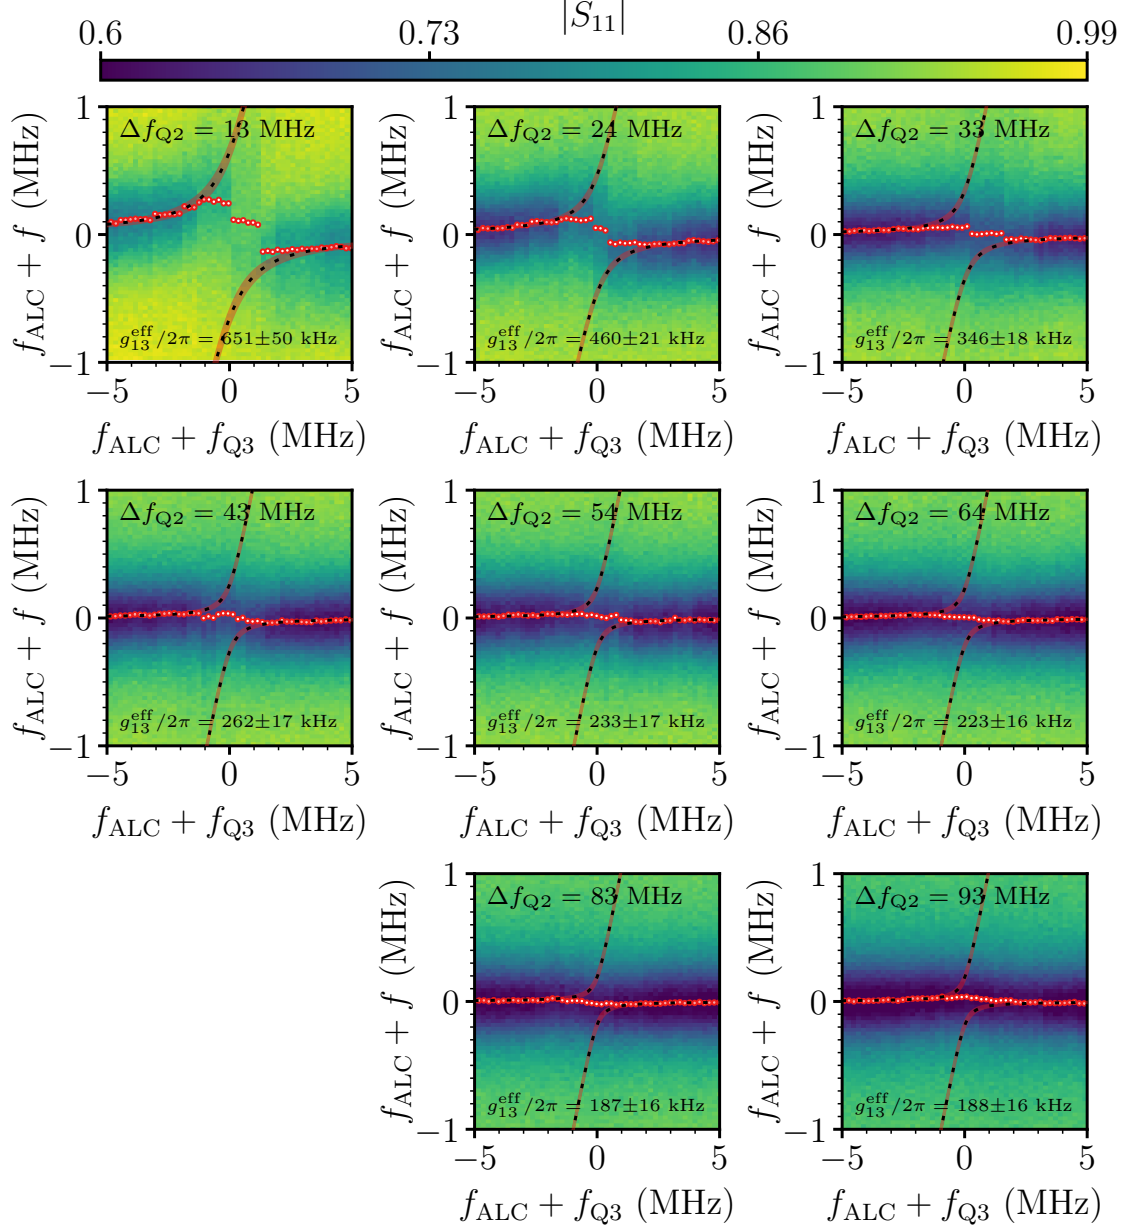 |S₁₁|
0.6 0.73 0.86 0.99
f_ALC + f (MHz)
1
0
−1
Δf_Q2 = 13 MHz
g₁₃^eff/2π = 651±50 kHz
−5 0 5
f_ALC + f_Q3 (MHz)
f_ALC + f (MHz)
1
0
−1
Δf_Q2 = 24 MHz
g₁₃^eff/2π = 460±21 kHz
−5 0 5
f_ALC + f_Q3 (MHz)
f_ALC + f (MHz)
1
0
−1
Δf_Q2 = 33 MHz
g₁₃^eff/2π = 346±18 kHz
−5 0 5
f_ALC + f_Q3 (MHz)
f_ALC + f (MHz)
1
0
−1
Δf_Q2 = 43 MHz
g₁₃^eff/2π = 262±17 kHz
−5 0 5
f_ALC + f_Q3 (MHz)
f_ALC + f (MHz)
1
0
−1
Δf_Q2 = 54 MHz
g₁₃^eff/2π = 233±17 kHz
−5 0 5
f_ALC + f_Q3 (MHz)
f_ALC + f (MHz)
1
0
−1
Δf_Q2 = 64 MHz
g₁₃^eff/2π = 223±16 kHz
−5 0 5
f_ALC + f_Q3 (MHz)
f_ALC + f (MHz)
1
0
−1
Δf_Q2 = 83 MHz
g₁₃^eff/2π = 187±16 kHz
−5 0 5
f_ALC + f_Q3 (MHz)
f_ALC + f (MHz)
1
0
−1
Δf_Q2 = 93 MHz
g₁₃^eff/2π = 188±16 kHz
−5 0 5
f_ALC + f_Q3 (MHz)